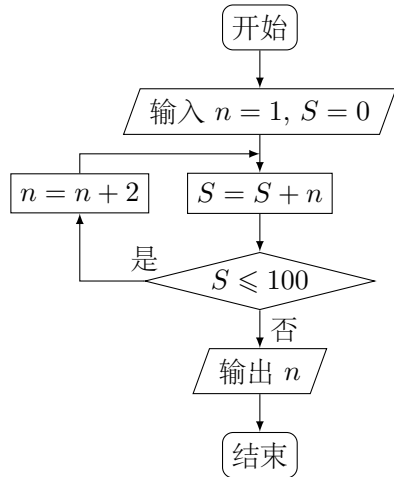 开始
输入 n = 1, S = 0
n = n + 2
S = S + n
是
S ⩽ 100
否
输出 n
结束